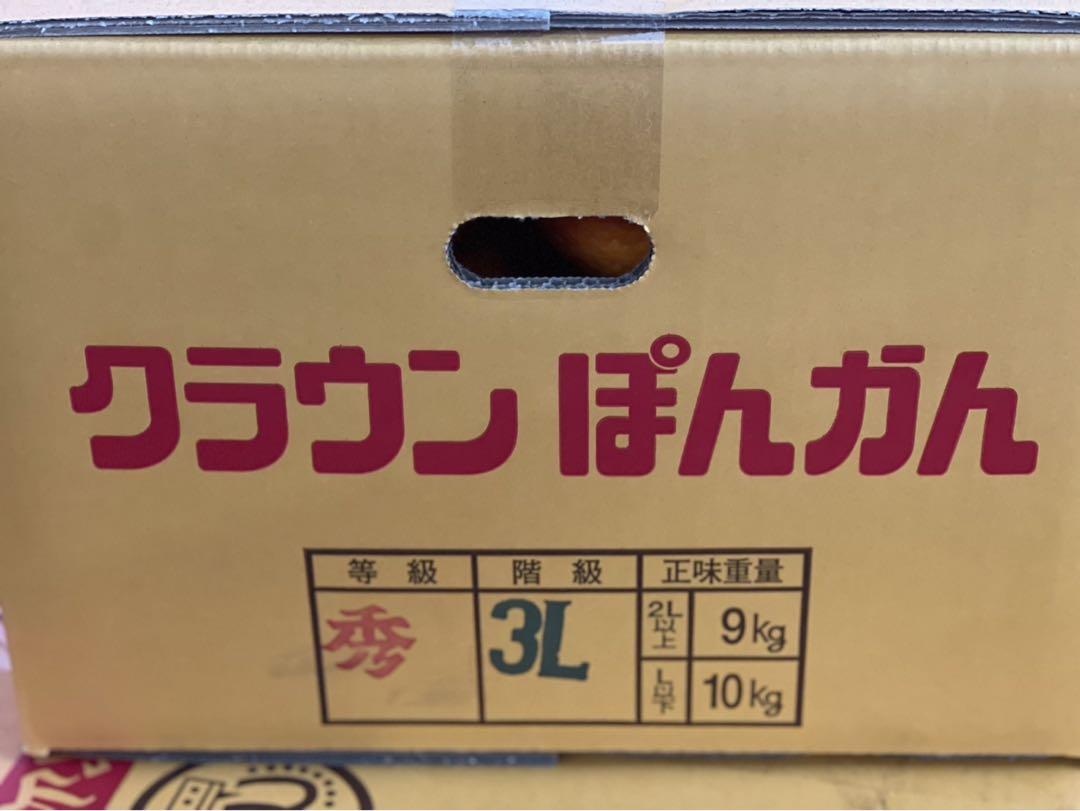 クラウン ぽんかん
等級 階級 正味重量
秀 3L 2L以上 9kg
L以下 10kg